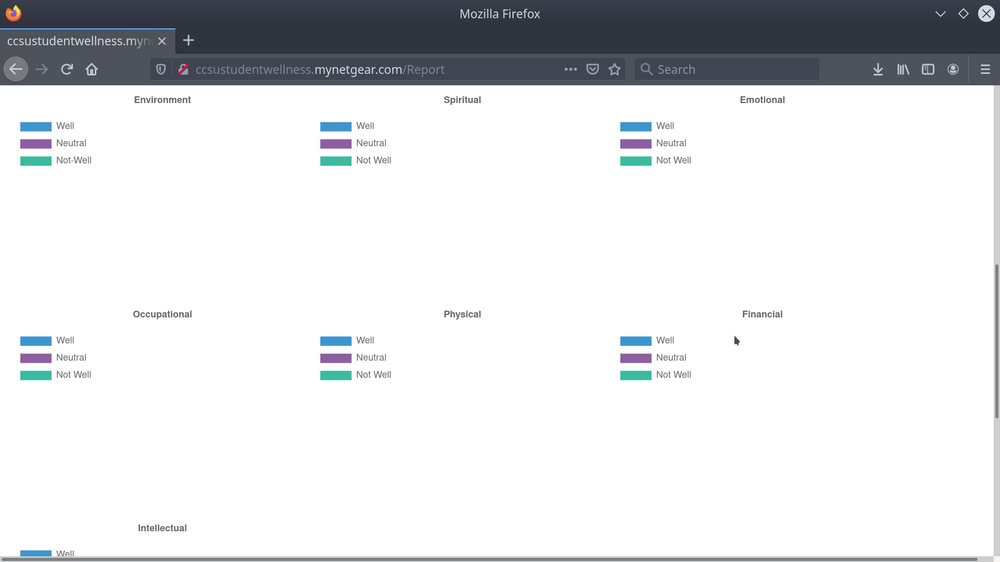 Mozilla Firefox
ccsustudentwellness.myne
ccsustudentwellness.mynetgear.com/Report
Search
Environment Spiritual Emotional
Well Well Well
Neutral Neutral Neutral
Not-Well Not Well Not Well
Occupational Physical Financial
Well Well Well
Neutral Neutral Neutral
Not Well Not Well Not Well
Intellectual
Well